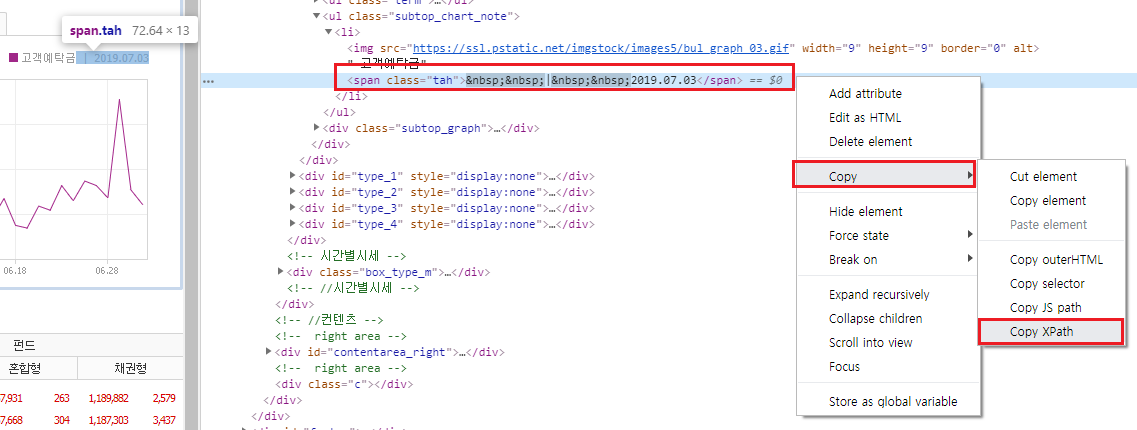 span.tah 72.64 × 13
고객예탁금 | 2019.07.03
06.18 06.28
펀드
혼합형 채권형
7,931 263 1,189,882 2,579
7,668 304 1,187,303 3,437
<ul class="subtop_chart_note">
<li>
<img src="https://ssl.pstatic.net/imgstock/images5/bul_graph_03.gif" width="9" height="9" border="0" alt>
" 고객예탁금"
… <span class="tah">&nbsp;&nbsp;|&nbsp;&nbsp;2019.07.03</span> == $0
</li>
</ul>
<div class="subtop_graph">…</div>
</div>
</div>
<div id="type_1" style="display:none">…</div>
<div id="type_2" style="display:none">…</div>
<div id="type_3" style="display:none">…</div>
<div id="type_4" style="display:none">…</div>
</div>
<!-- 시간별시세 -->
<div class="box_type_m">…</div>
<!-- //시간별시세 -->
</div>
<!-- //컨텐츠 -->
<!-- right area -->
<div id="contentarea_right">…</div>
<!-- right area -->
<div class="c"></div>
</div>
</div>
Add attribute
Edit as HTML
Delete element
Copy
Hide element
Force state
Break on
Expand recursively
Collapse children
Scroll into view
Focus
Store as global variable
Cut element
Copy element
Paste element
Copy outerHTML
Copy selector
Copy JS path
Copy XPath